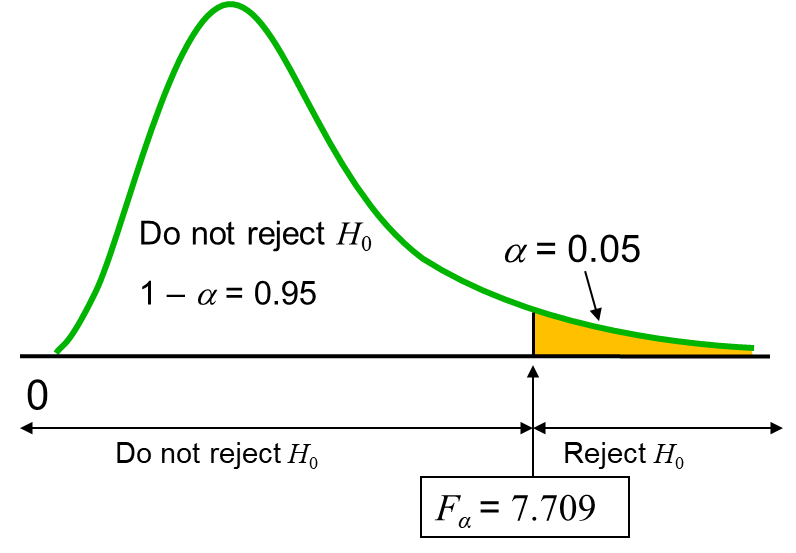 Do not reject H₀
α = 0.05
1 – α = 0.95
0
Do not reject H₀
Reject H₀
Fα = 7.709